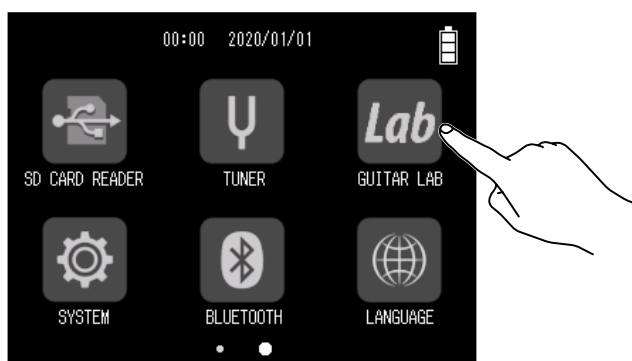 00:00 2020/01/01
Lab
SD CARD READER TUNER GUITAR LAB
SYSTEM BLUETOOTH LANGUAGE